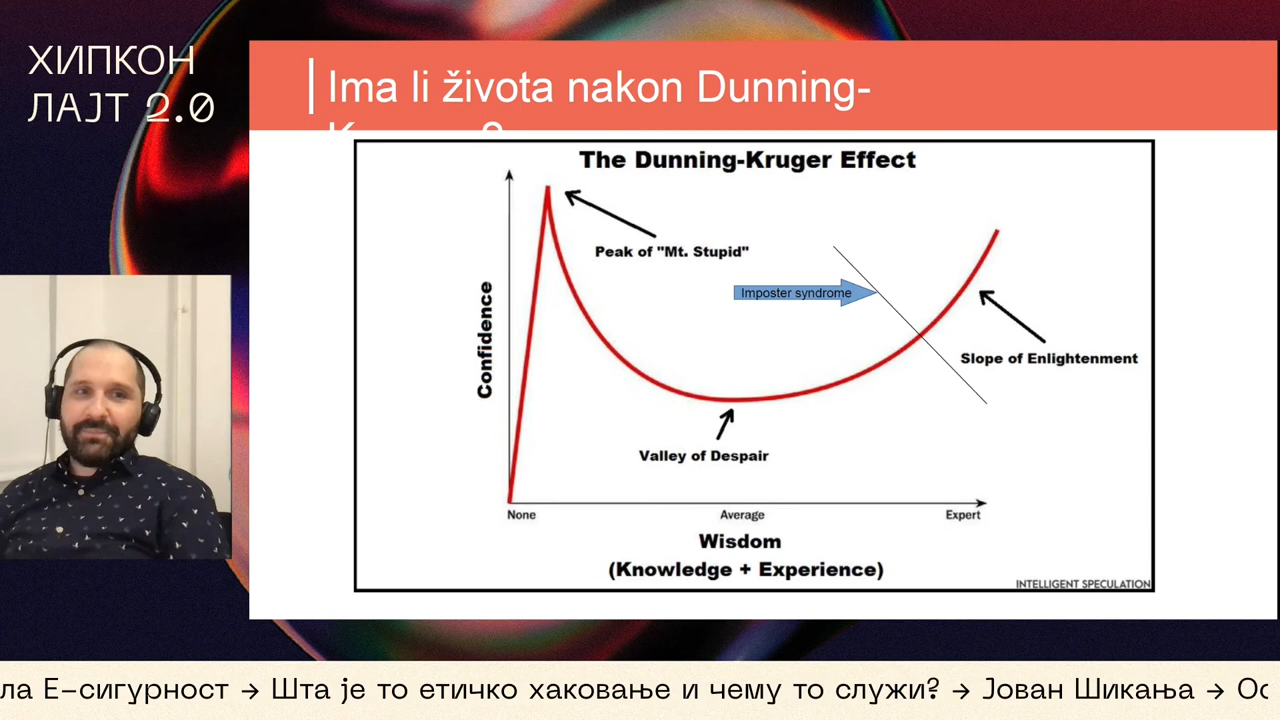 ХИПКОН
ЛАЈТ 2.0
Ima li života nakon Dunning-
The Dunning-Kruger Effect
Peak of "Mt. Stupid"
Imposter syndrome
Confidence
Slope of Enlightenment
Valley of Despair
None Average Expert
Wisdom
(Knowledge + Experience)
INTELLIGENT SPECULATION
ла Е-сигурност → Шта је то етичко хаковање и чему то служи? → Јован Шикања → Ос